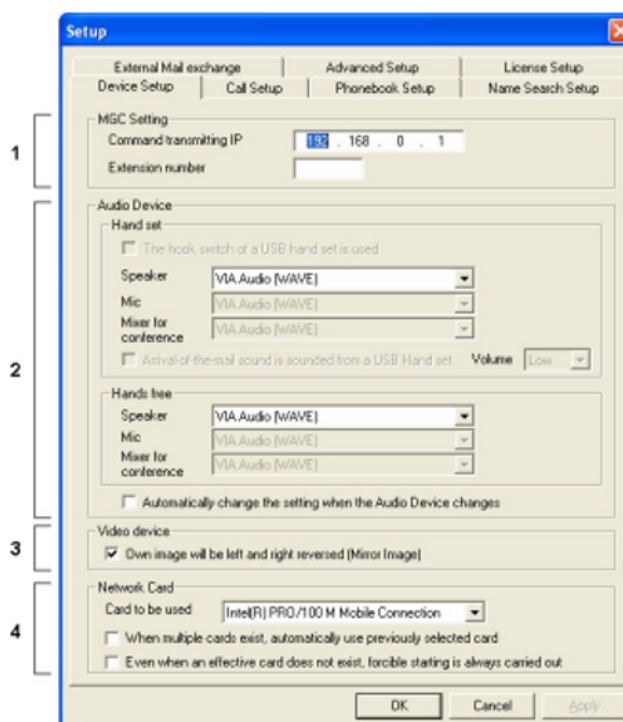 Setup
External Mail exchange Advanced Setup License Setup
Device Setup Call Setup Phonebook Setup Name Search Setup
1
MGC Setting
Command transmitting IP 192 . 168 . 0 . 1
Extension number
2
Audio Device
Hand set
The hook switch of a USB hand set is used
Speaker VIA Audio (WAVE)
Mic VIA Audio (WAVE)
Mixer for
conference VIA Audio (WAVE)
Arrival-of-the-mail sound is sounded from a USB Hand set Volume Low
Hands free
Speaker VIA Audio (WAVE)
Mic VIA Audio (WAVE)
Mixer for
conference VIA Audio (WAVE)
Automatically change the setting when the Audio Device changes
3
Video device
Own image will be left and right reversed (Mirror Image)
4
Network Card
Card to be used Intel(R) PRO/100 M Mobile Connection
When multiple cards exist, automatically use previously selected card
Even when an effective card does not exist, forcible starting is always carried out
OK Cancel Apply